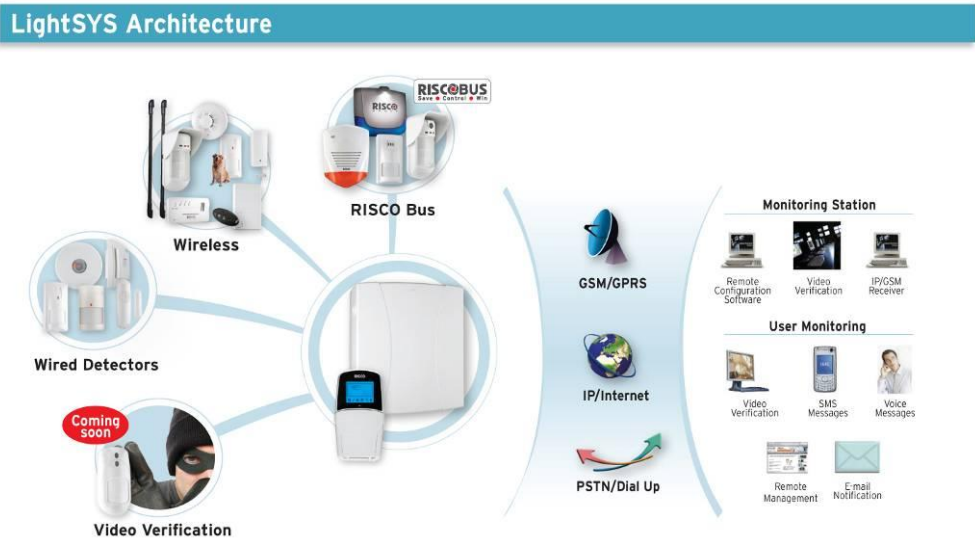 LightSYS Architecture
RISCOBUS
Save Control Win
RISCO
RISCO Bus
Wireless
Wired Detectors
Coming
soon
Video Verification
GSM/GPRS
IP/Internet
PSTN/Dial Up
Monitoring Station
Remote
Configuration
Software
Video
Verification
IP/GSM
Receiver
User Monitoring
Video
Verification
SMS
Messages
Voice
Messages
Remote
Management
E-mail
Notification